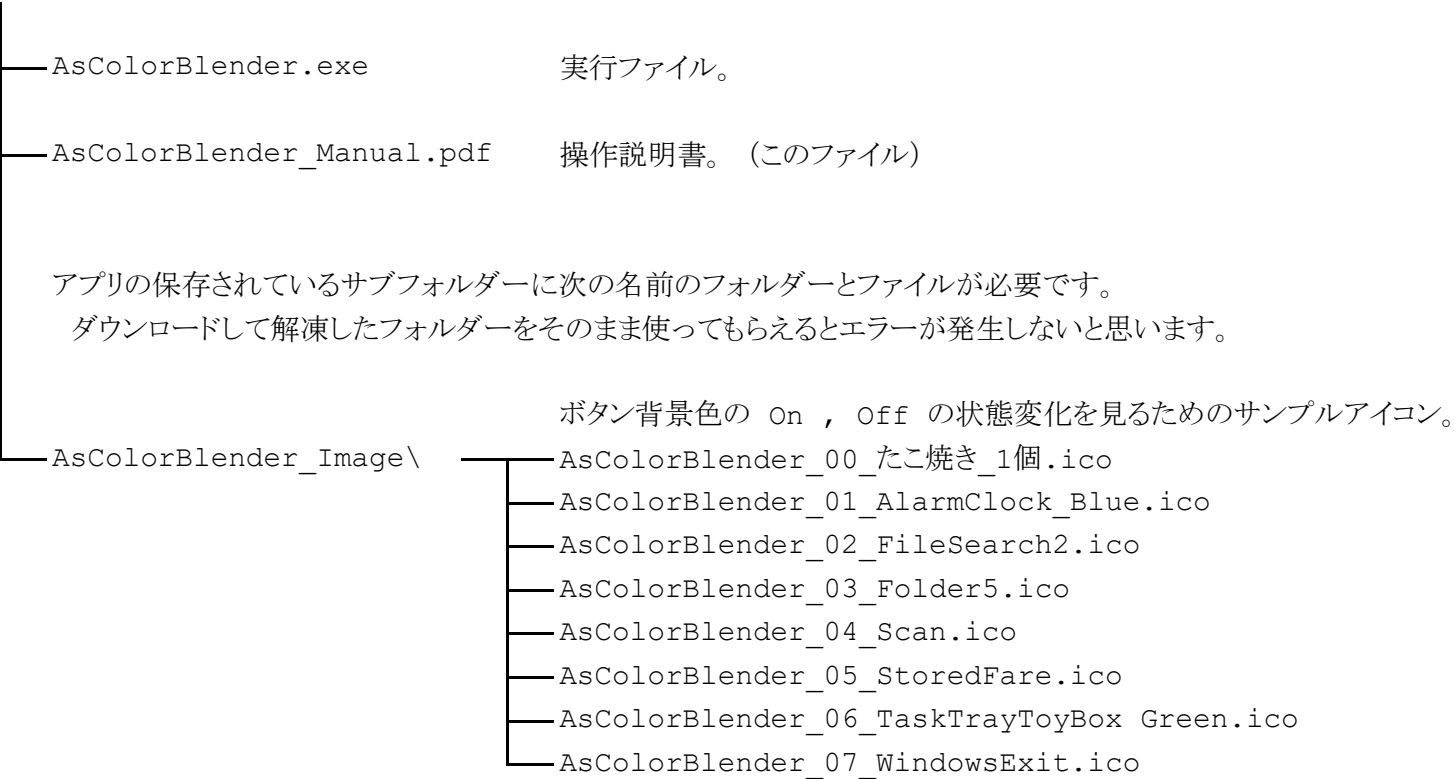 AsColorBlender.exe 実行ファイル。
AsColorBlender_Manual.pdf 操作説明書。（このファイル）
アプリの保存されているサブフォルダーに次の名前のフォルダーとファイルが必要です。
ダウンロードして解凍したフォルダーをそのまま使ってもらえるとエラーが発生しないと思います。
ボタン背景色の On , Off の状態変化を見るためのサンプルアイコン。
AsColorBlender_Image\ AsColorBlender_00_たこ焼き_1個.ico
AsColorBlender_01_AlarmClock_Blue.ico
AsColorBlender_02_FileSearch2.ico
AsColorBlender_03_Folder5.ico
AsColorBlender_04_Scan.ico
AsColorBlender_05_StoredFare.ico
AsColorBlender_06_TaskTrayToyBox Green.ico
AsColorBlender_07_WindowsExit.ico